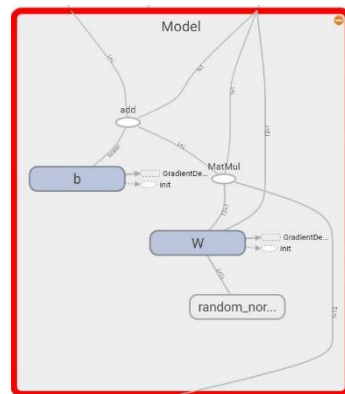 Model
add
MatMul
b
GradientDe...
init
W
GradientDe...
init
random_nor...